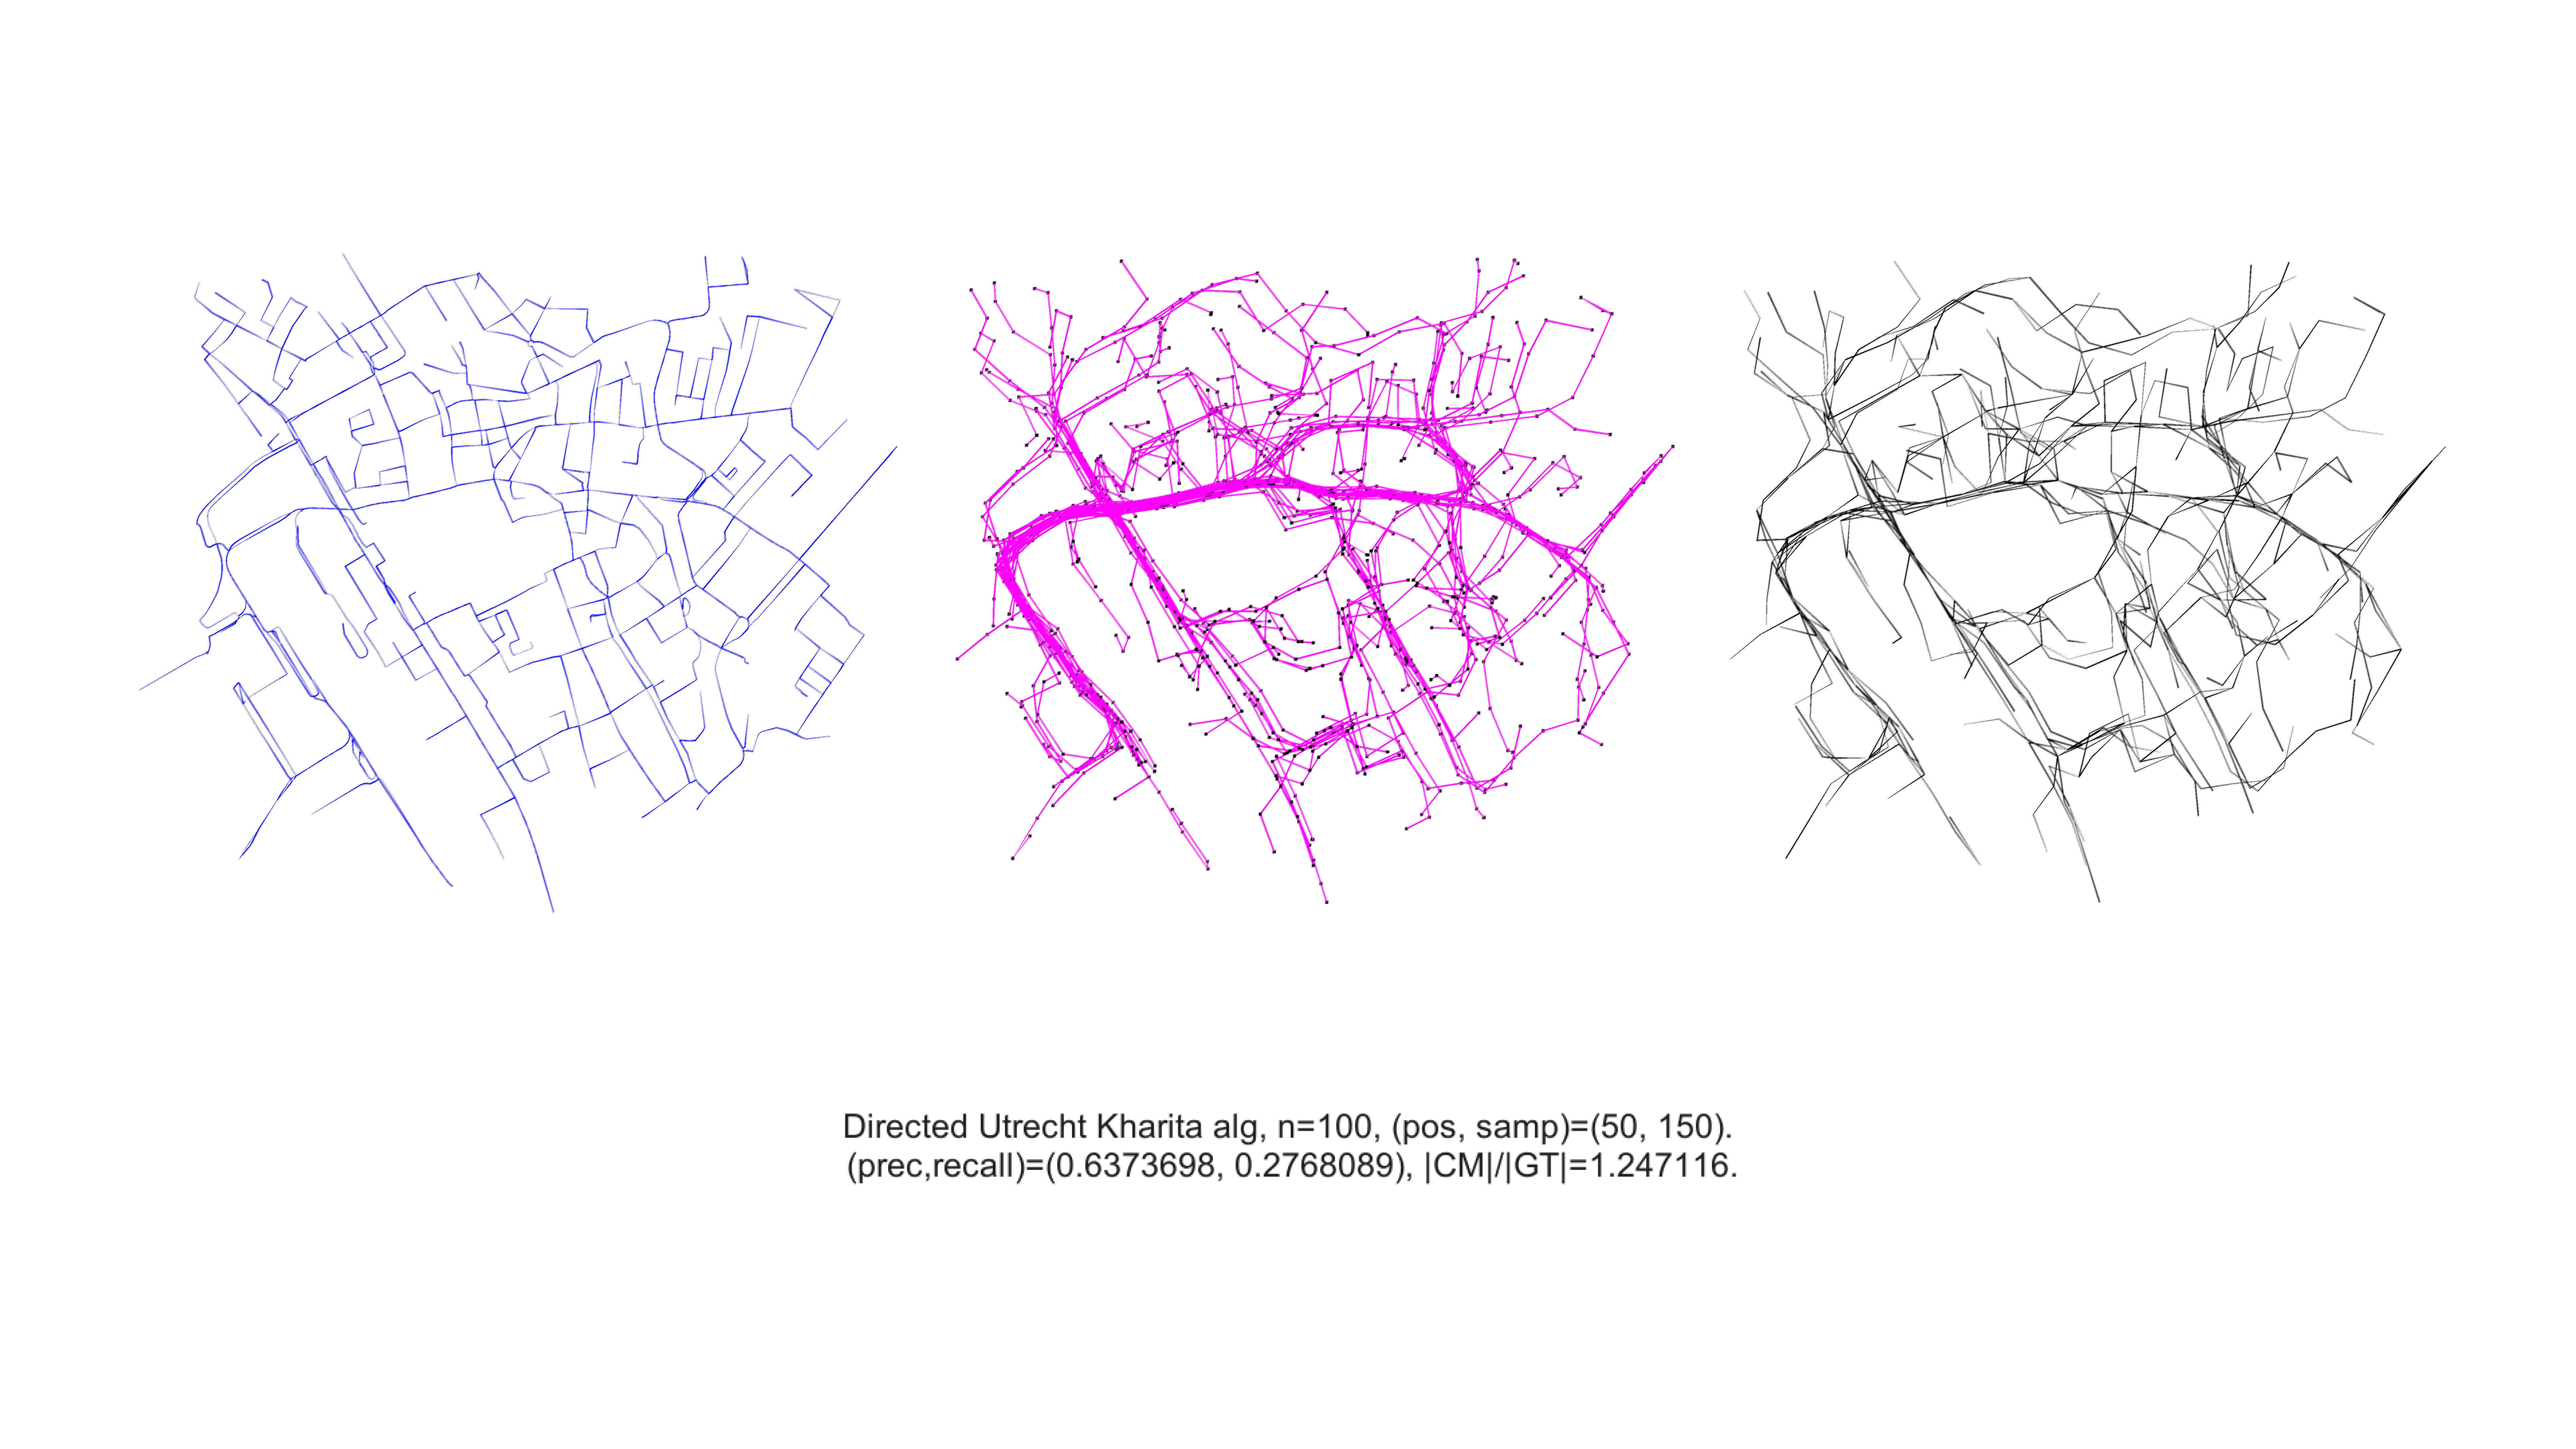 Directed Utrecht Kharita alg, n=100, (pos, samp)=(50, 150).
(prec,recall)=(0.6373698, 0.2768089), |CM|/|GT|=1.247116.